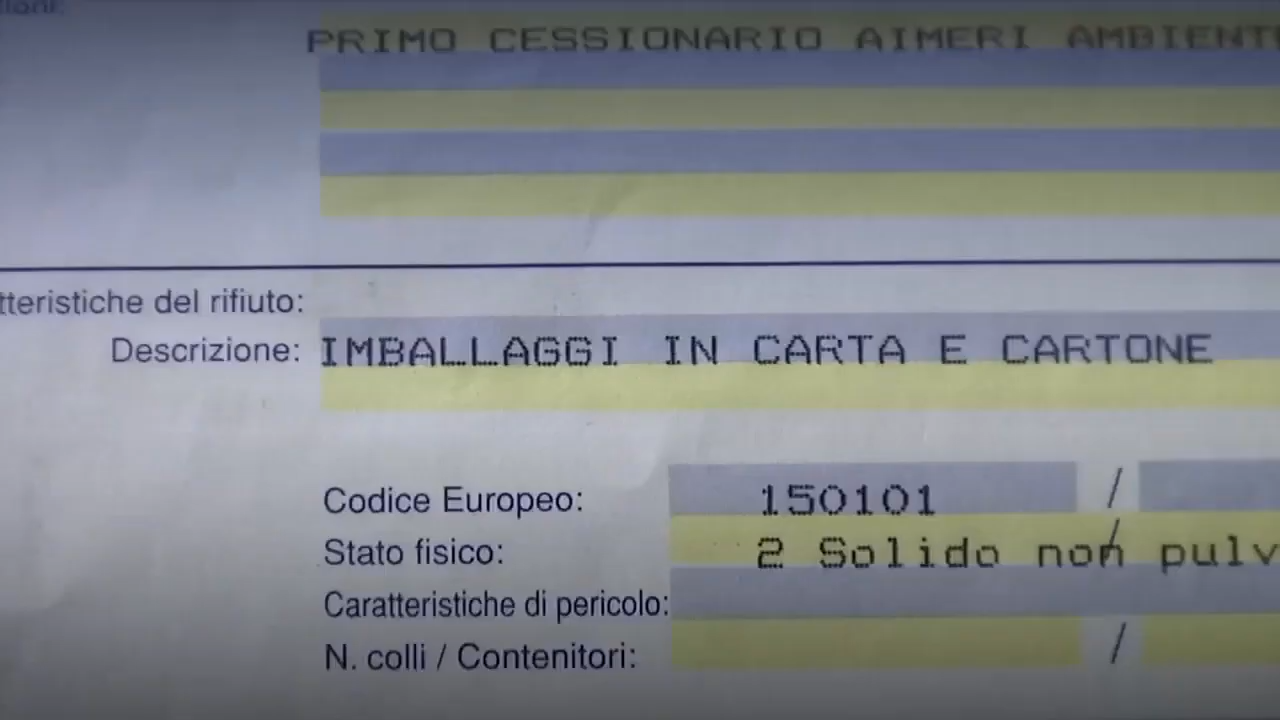 PRIMO CESSIONARIO AIMERI AMBIENT
tteristiche del rifiuto:
Descrizione: IMBALLAGGI IN CARTA E CARTONE
Codice Europeo: 150101 /
Stato fisico: 2 Solido non pulv
Caratteristiche di pericolo:
N. colli / Contenitori: /